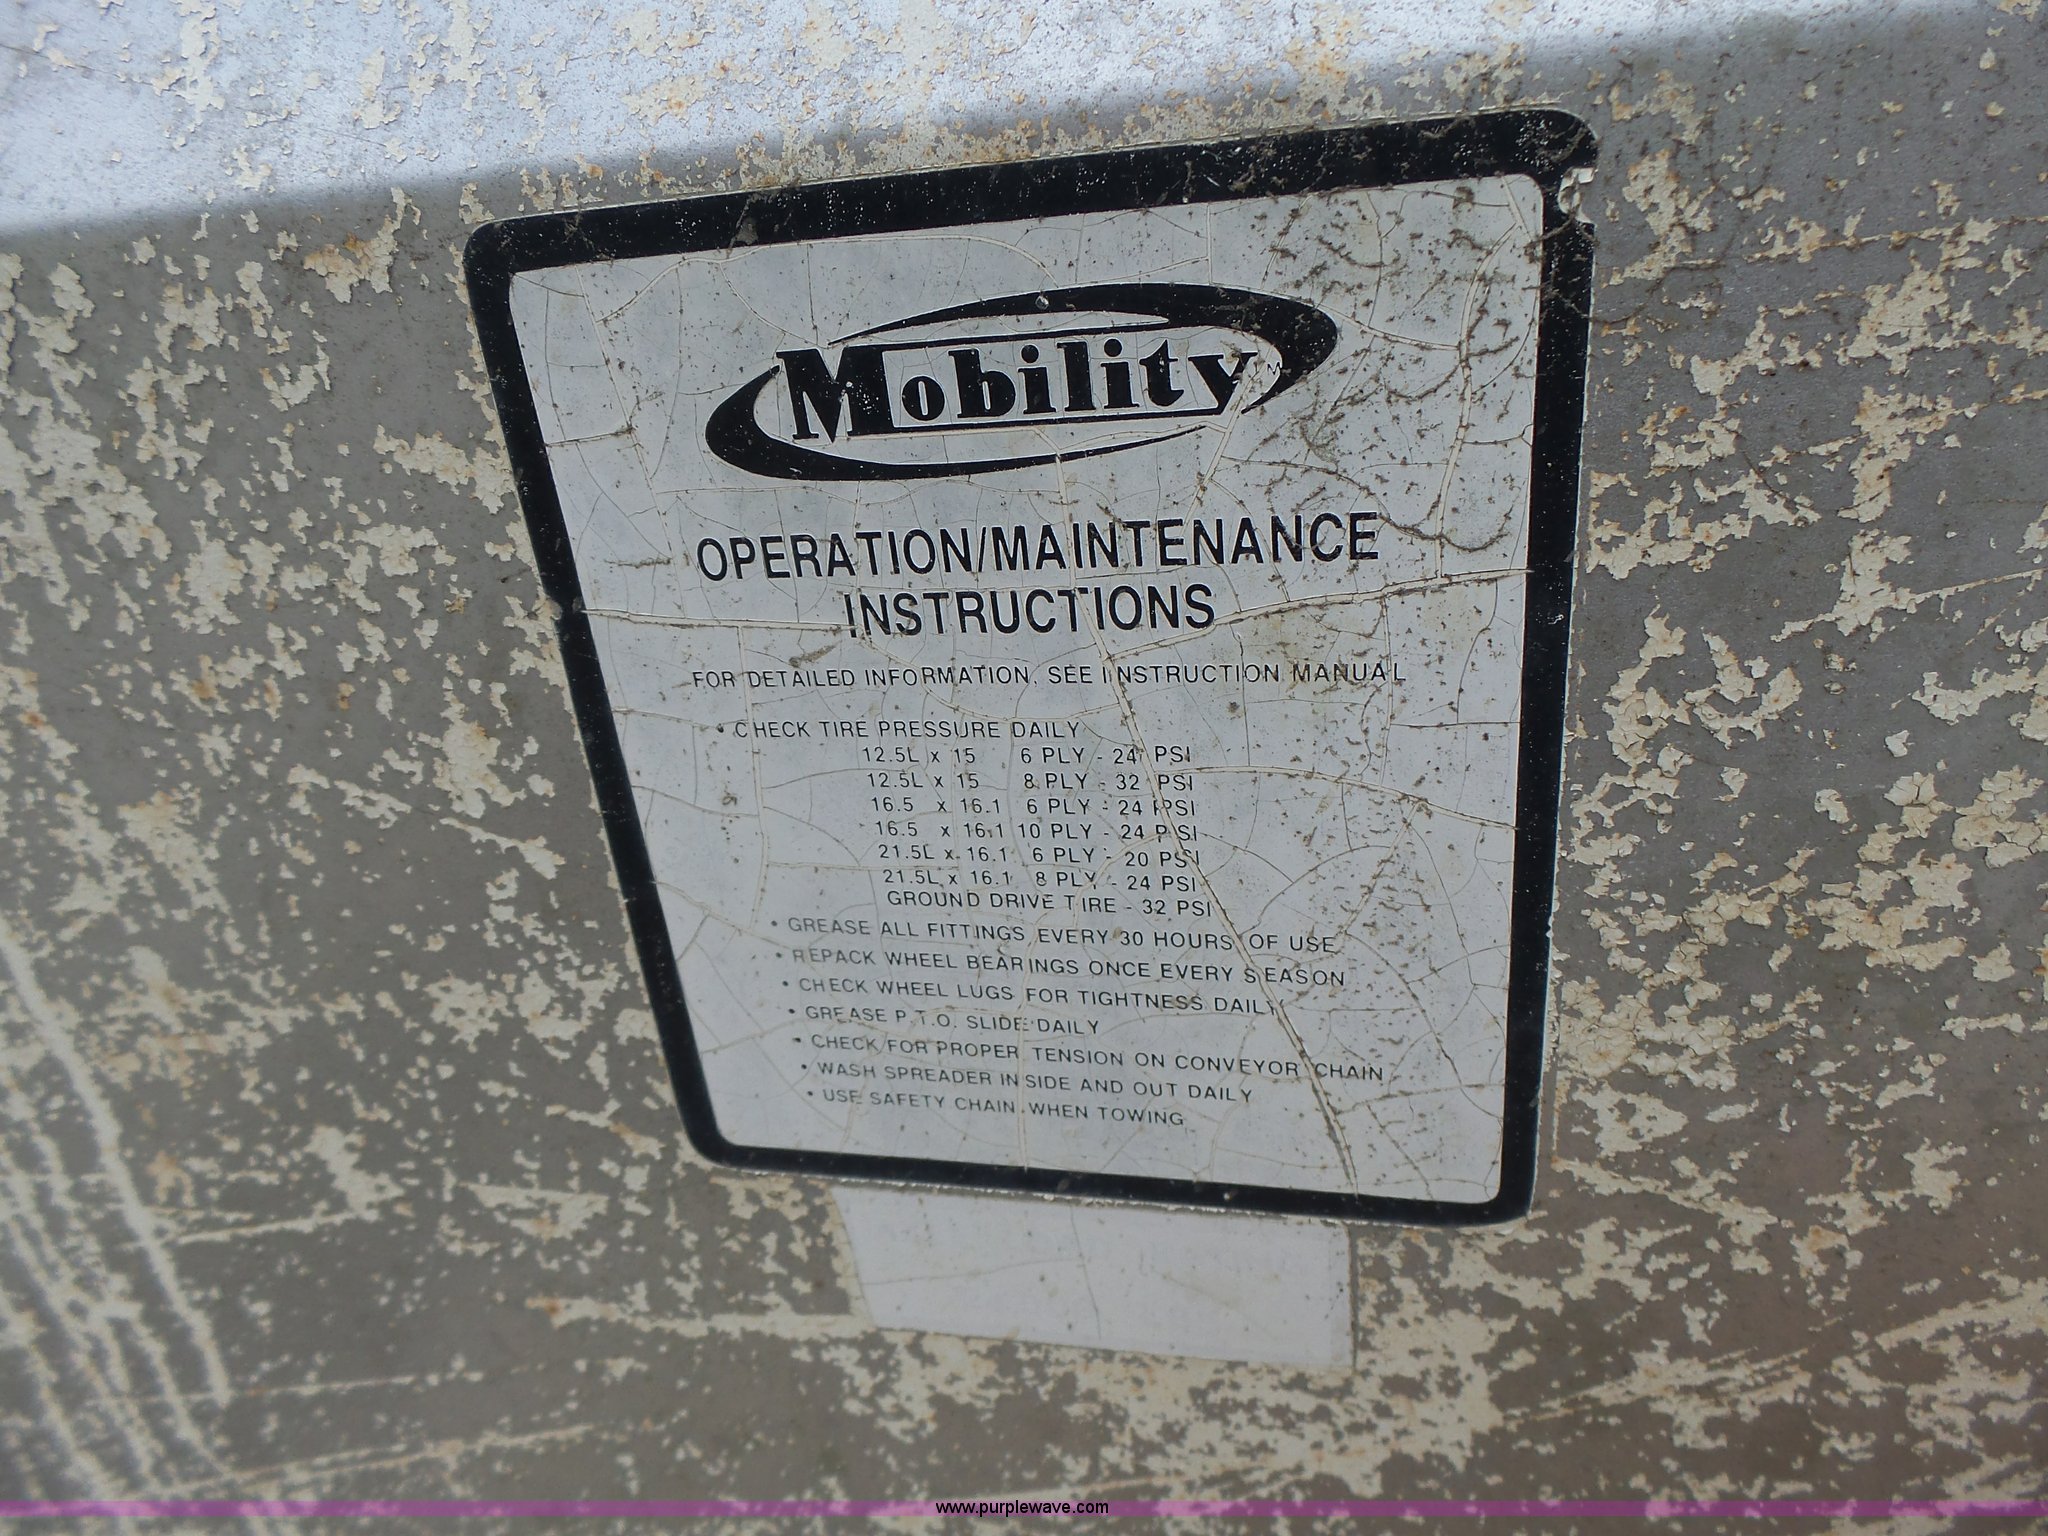 Mobility™
OPERATION/MAINTENANCE
INSTRUCTIONS
FOR DETAILED INFORMATION, SEE INSTRUCTION MANUAL
• CHECK TIRE PRESSURE DAILY
12.5L x 15 6 PLY - 24 PSI
12.5L x 15 8 PLY - 32 PSI
16.5 x 16.1 6 PLY - 24 PSI
16.5 x 16.1 10 PLY - 24 PSI
21.5L x 16.1 6 PLY - 20 PSI
21.5L x 16.1 8 PLY - 24 PSI
GROUND DRIVE TIRE - 32 PSI
• GREASE ALL FITTINGS EVERY 30 HOURS OF USE
• REPACK WHEEL BEARINGS ONCE EVERY SEASON
• CHECK WHEEL LUGS FOR TIGHTNESS DAILY
• GREASE P.T.O. SLIDE DAILY
• CHECK FOR PROPER TENSION ON CONVEYOR CHAIN
• WASH SPREADER INSIDE AND OUT DAILY
• USE SAFETY CHAIN WHEN TOWING
www.purplewave.com